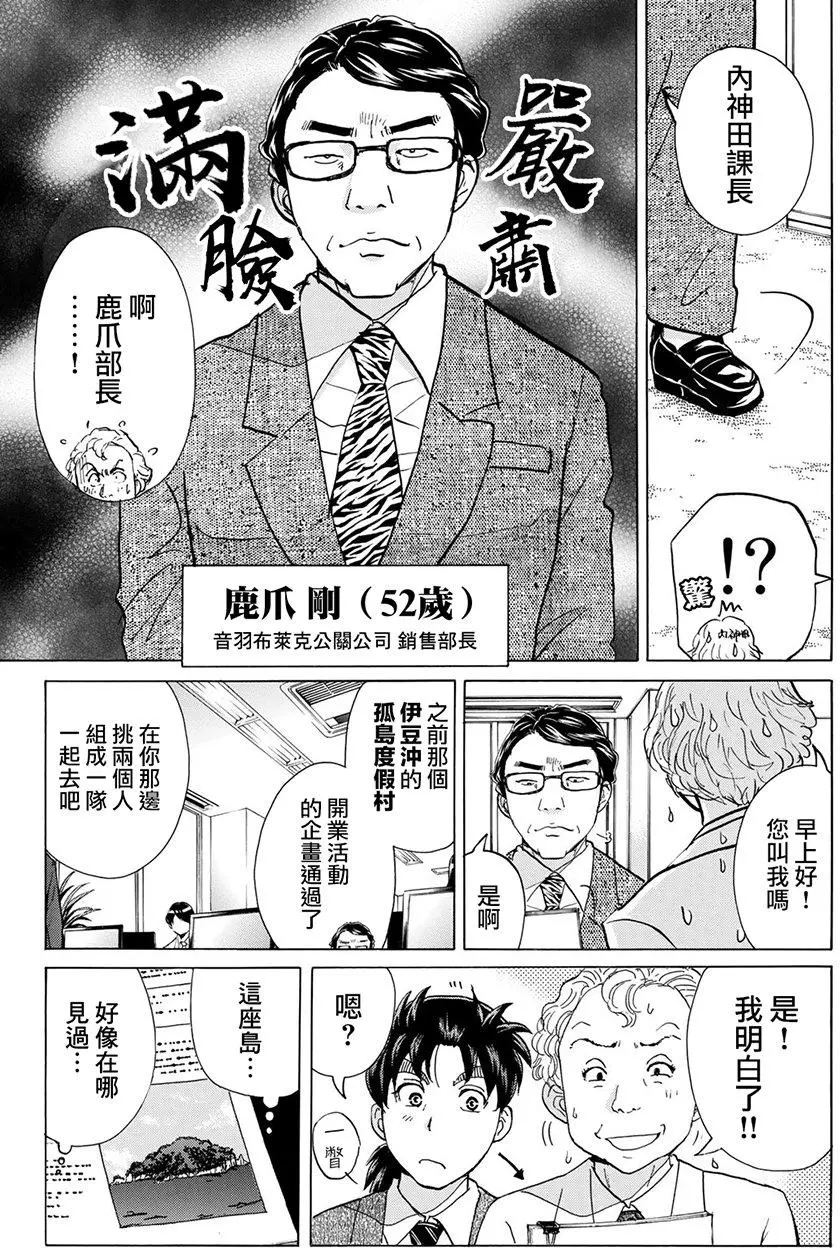 內神田課長
!?
驚
嚴肅
滿臉
啊
鹿爪部長
……！
鹿爪 剛（52歲）
音羽布萊克公關公司 銷售部長
早上好！
您叫我嗎
是啊
之前那個
伊豆沖的
孤島度假村
開業活動
的企畫通過了
在你那邊
挑兩個人
組成一隊
一起去吧
是！
我明白了!!
嗯？
一瞥
這座島…
好像在哪
見過…